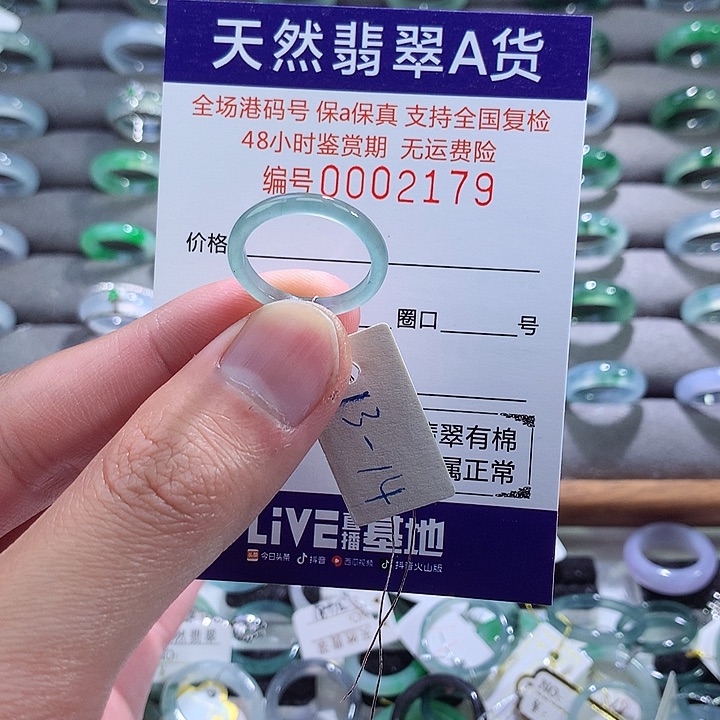 天然翡翠A货
全场港码号 保a保真 支持全国复检
48小时鉴赏期 无运费险
编号0002179
价格
圈口 号
13-14
翠有棉
属正常
LiVE直播基地
今日头条 抖音 西瓜视频 抖音火山版